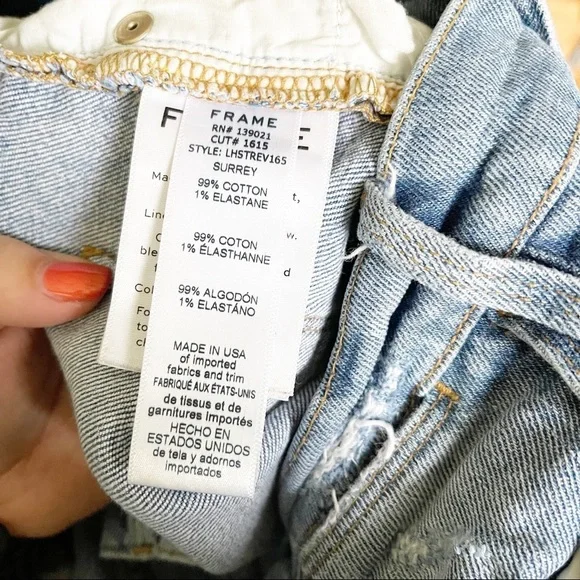 FRAME
RN# 139021
CUT# 1615
STYLE: LHSTREV165
SURREY
99% COTTON
1% ELASTANE
99% COTON
1% ÉLASTHANNE
99% ALGODÓN
1% ELASTÁNO
MADE IN USA
of imported
fabrics and trim
FABRIQUÉ AUX ÉTATS-UNIS
de tissus et de
garnitures importés
HECHO EN
ESTADOS UNIDOS
de tela y adornos
importados